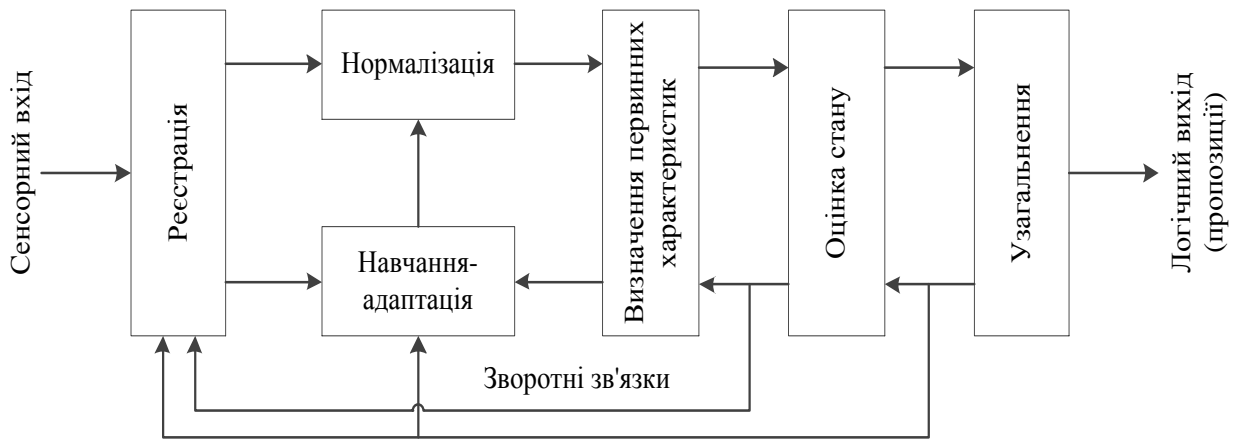 Сенсорний вхід
Реєстрація
Нормалізація
Навчання-
адаптація
Визначення первинних
характеристик
Оцінка стану
Узагальнення
Логічний вихід
(пропозиції)
Зворотні зв'язки